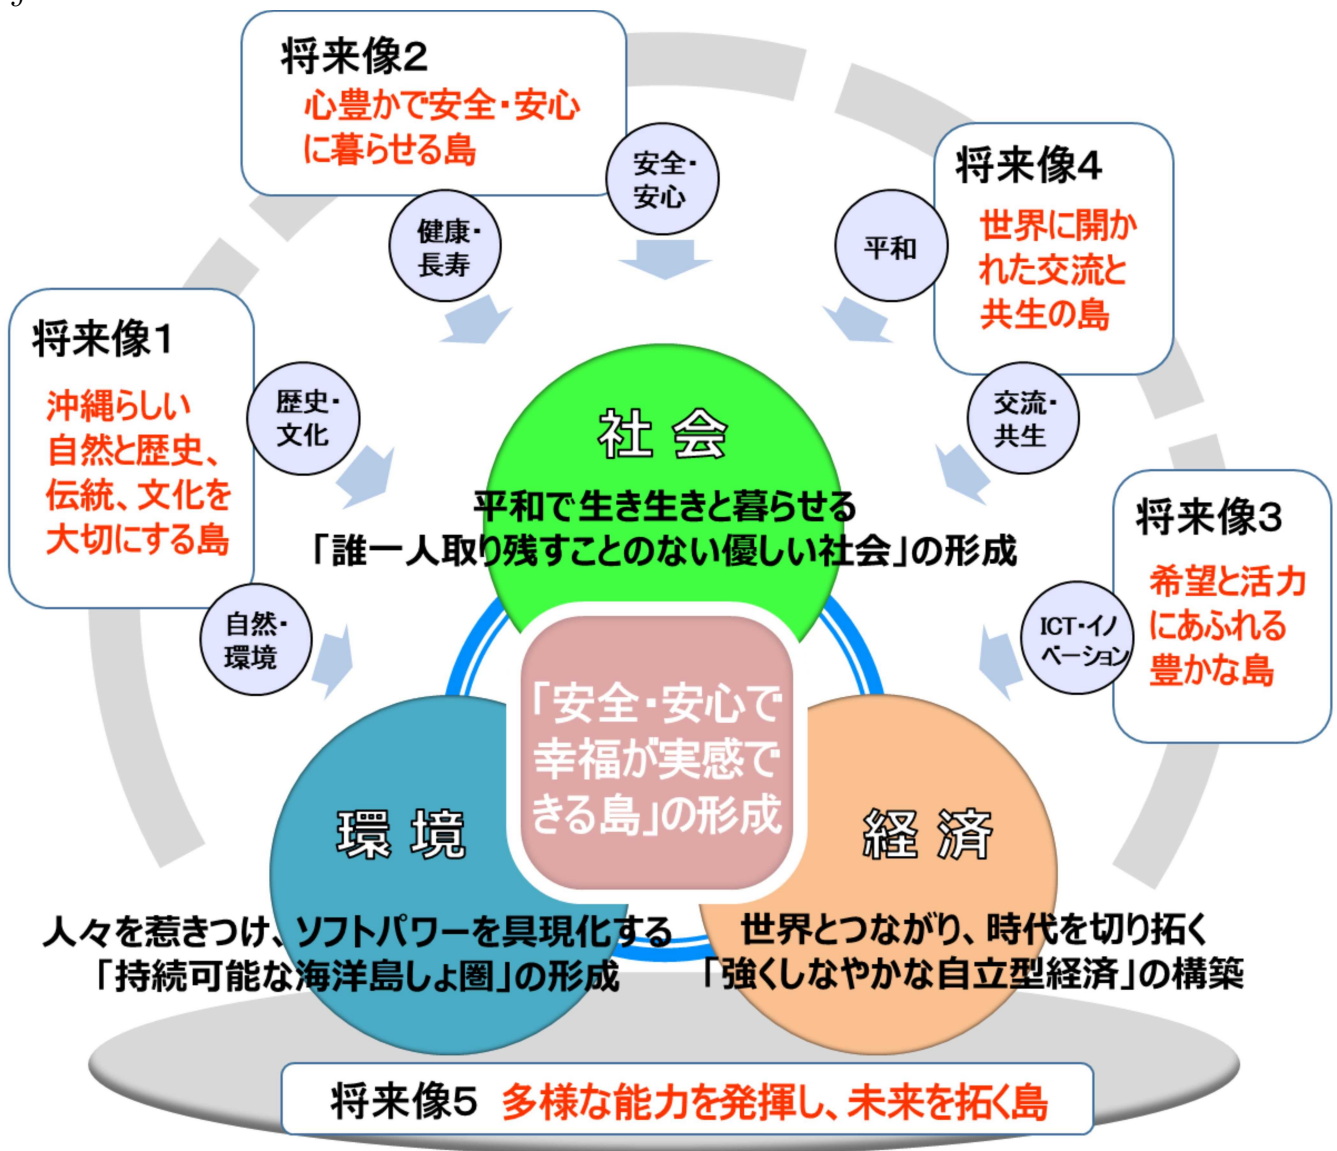 将来像2
心豊かで安全・安心
に暮らせる島
安全・
安心
健康・
長寿
将来像4
世界に開か
れた交流と
共生の島
平和
交流・
共生
将来像1
沖縄らしい
自然と歴史、
伝統、文化を
大切にする島
歴史・
文化
自然・
環境
将来像3
希望と活力
にあふれる
豊かな島
ICT・イノ
ベーション
社会
平和で生き生きと暮らせる
「誰一人取り残すことのない優しい社会」の形成
「安全・安心で
幸福が実感で
きる島」の形成
環境
人々を惹きつけ、ソフトパワーを具現化する
「持続可能な海洋島しょ圏」の形成
経済
世界とつながり、時代を切り拓く
「強くしなやかな自立型経済」の構築
将来像5 多様な能力を発揮し、未来を拓く島